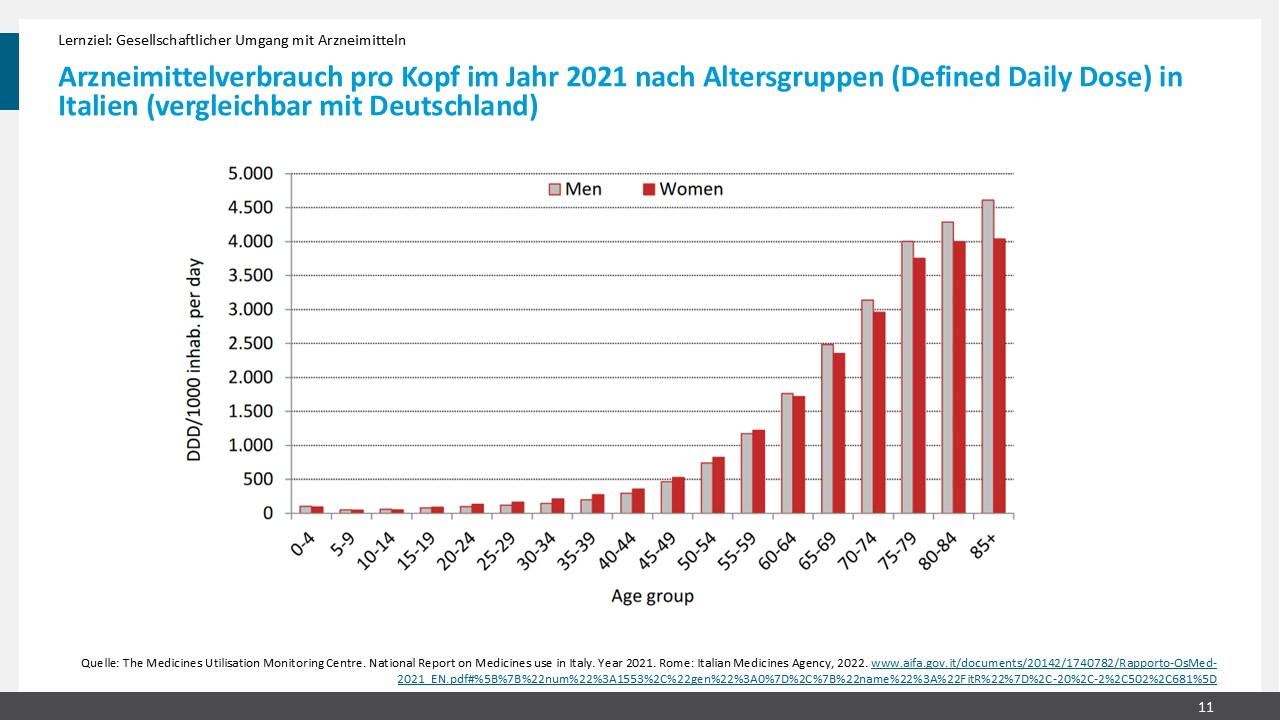 Lernziel: Gesellschaftlicher Umgang mit Arzneimitteln
Arzneimittelverbrauch pro Kopf im Jahr 2021 nach Altersgruppen (Defined Daily Dose) in
Italien (vergleichbar mit Deutschland)
Men Women
5.000
4.500
4.000
3.500
3.000
2.500
2.000
1.500
1.000
500
0
DDD/1000 inhab. per day
0-4 5-9 10-14 15-19 20-24 25-29 30-34 35-39 40-44 45-49 50-54 55-59 60-64 65-69 70-74 75-79 80-84 85+
Age group
Quelle: The Medicines Utilisation Monitoring Centre. National Report on Medicines use in Italy. Year 2021. Rome: Italian Medicines Agency, 2022. www.aifa.gov.it/documents/20142/1740782/Rapporto-OsMed-
2021_EN.pdf#%5B%7B%22num%22%3A1553%2C%22gen%22%3A0%7D%2C%7B%22name%22%3A%22FitR%22%7D%2C-20%2C-2%2C502%2C681%5D
11